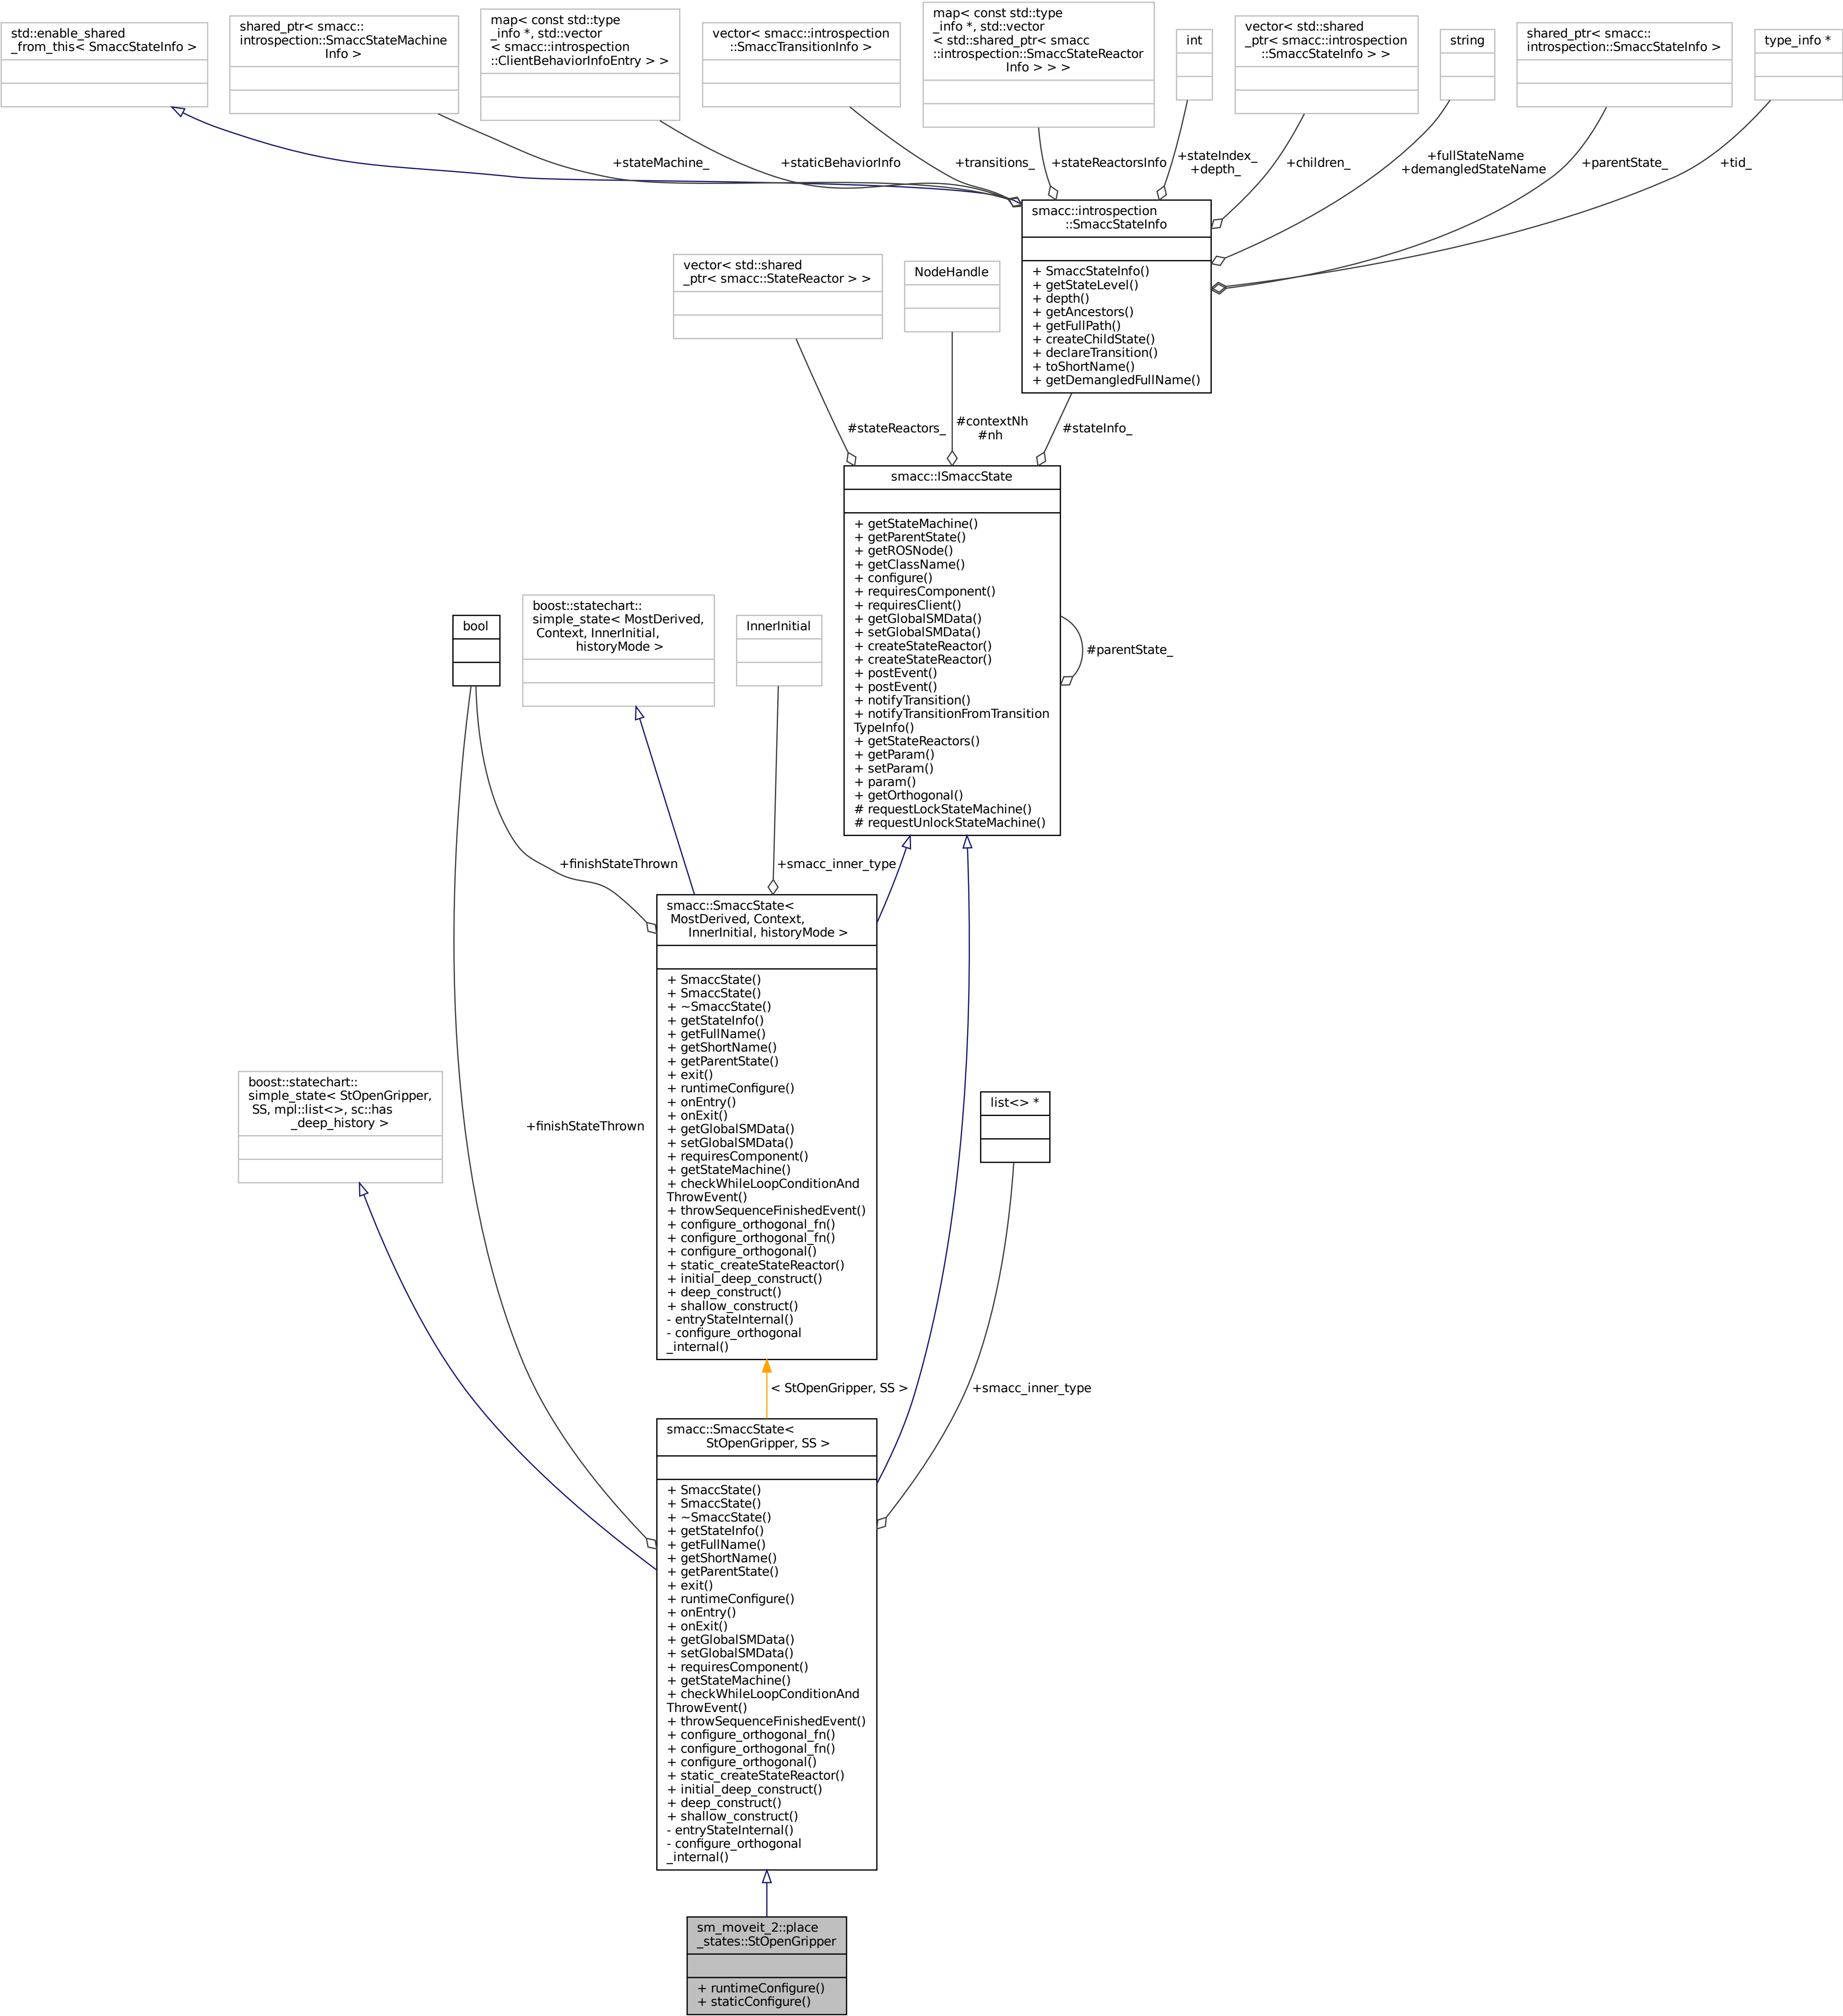 std::enable_shared
_from_this< SmaccStateInfo >
shared_ptr< smacc::
introspection::SmaccStateMachine
Info >
map< const std::type
_info *, std::vector
< smacc::introspection
::ClientBehaviorInfoEntry > >
vector< smacc::introspection
::SmaccTransitionInfo >
map< const std::type
_info *, std::vector
< std::shared_ptr< smacc
::introspection::SmaccStateReactor
Info > > >
int
vector< std::shared
_ptr< smacc::introspection
::SmaccStateInfo > >
string
shared_ptr< smacc::
introspection::SmaccStateInfo >
type_info *
+stateMachine_
+staticBehaviorInfo
+transitions_
+stateReactorsInfo
+stateIndex_
+depth_
+children_
+fullStateName
+demangledStateName
+parentState_
+tid_
smacc::introspection
::SmaccStateInfo
+ SmaccStateInfo()
+ getStateLevel()
+ depth()
+ getAncestors()
+ getFullPath()
+ createChildState()
+ declareTransition()
+ toShortName()
+ getDemangledFullName()
vector< std::shared
_ptr< smacc::StateReactor > >
NodeHandle
#stateReactors_
#contextNh
#nh
#stateInfo_
smacc::ISmaccState
+ getStateMachine()
+ getParentState()
+ getROSNode()
+ getClassName()
+ configure()
+ requiresComponent()
+ requiresClient()
+ getGlobalSMData()
+ setGlobalSMData()
+ createStateReactor()
+ createStateReactor()
+ postEvent()
+ postEvent()
+ notifyTransition()
+ notifyTransitionFromTransition
TypeInfo()
+ getStateReactors()
+ getParam()
+ setParam()
+ param()
+ getOrthogonal()
# requestLockStateMachine()
# requestUnlockStateMachine()
#parentState_
bool
boost::statechart::
simple_state< MostDerived,
Context, InnerInitial,
historyMode >
InnerInitial
+finishStateThrown
+smacc_inner_type
smacc::SmaccState<
MostDerived, Context,
InnerInitial, historyMode >
+ SmaccState()
+ SmaccState()
+ ~SmaccState()
+ getStateInfo()
+ getFullName()
+ getShortName()
+ getParentState()
+ exit()
+ runtimeConfigure()
+ onEntry()
+ onExit()
+ getGlobalSMData()
+ setGlobalSMData()
+ requiresComponent()
+ getStateMachine()
+ checkWhileLoopConditionAnd
ThrowEvent()
+ throwSequenceFinishedEvent()
+ configure_orthogonal_fn()
+ configure_orthogonal_fn()
+ configure_orthogonal()
+ static_createStateReactor()
+ initial_deep_construct()
+ deep_construct()
+ shallow_construct()
- entryStateInternal()
- configure_orthogonal
_internal()
boost::statechart::
simple_state< StOpenGripper,
SS, mpl::list<>, sc::has
_deep_history >
+finishStateThrown
list<> *
< StOpenGripper, SS >
+smacc_inner_type
smacc::SmaccState<
StOpenGripper, SS >
+ SmaccState()
+ SmaccState()
+ ~SmaccState()
+ getStateInfo()
+ getFullName()
+ getShortName()
+ getParentState()
+ exit()
+ runtimeConfigure()
+ onEntry()
+ onExit()
+ getGlobalSMData()
+ setGlobalSMData()
+ requiresComponent()
+ getStateMachine()
+ checkWhileLoopConditionAnd
ThrowEvent()
+ throwSequenceFinishedEvent()
+ configure_orthogonal_fn()
+ configure_orthogonal_fn()
+ configure_orthogonal()
+ static_createStateReactor()
+ initial_deep_construct()
+ deep_construct()
+ shallow_construct()
- entryStateInternal()
- configure_orthogonal
_internal()
sm_moveit_2::place
_states::StOpenGripper
+ runtimeConfigure()
+ staticConfigure()